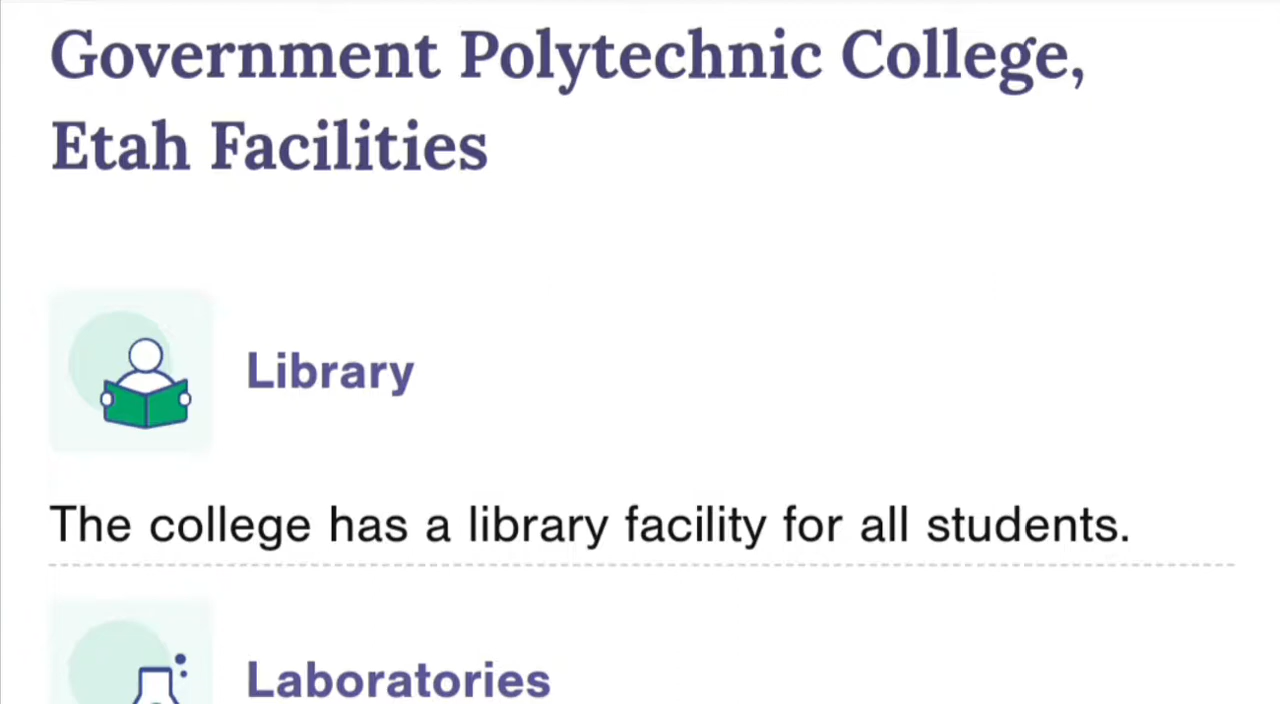 Government Polytechnic College,
Etah Facilities
Library
The college has a library facility for all students.
Laboratories